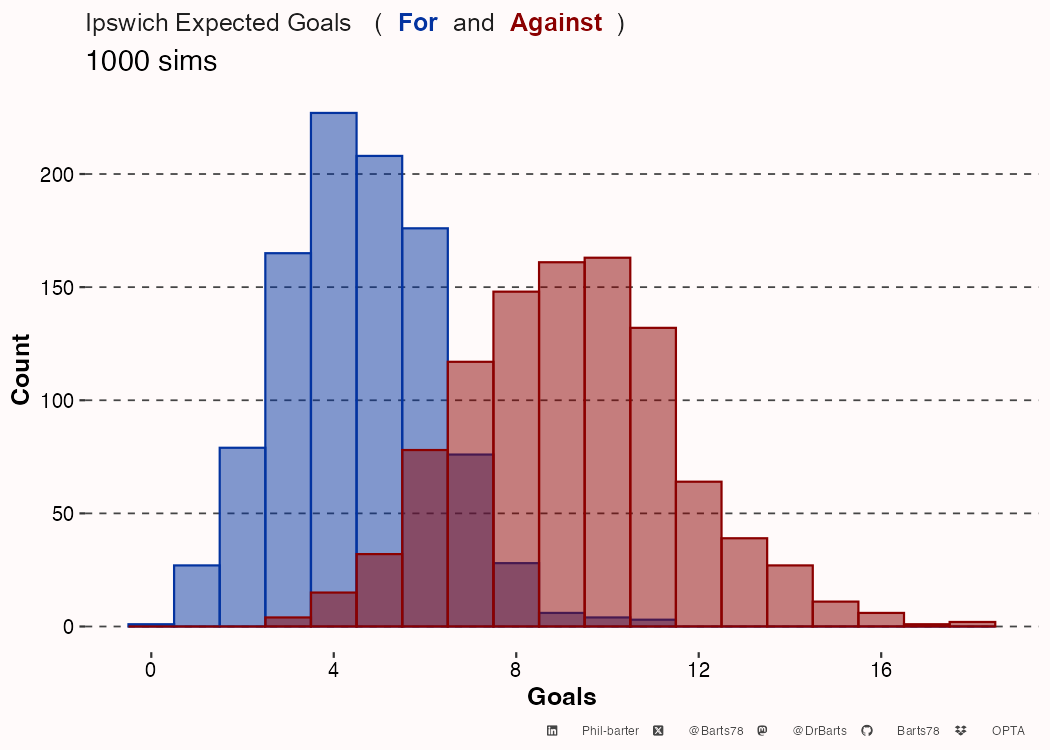 Ipswich Expected Goals ( For and Against )
1000 sims
200
150
100
50
0
Count
0 4 8 12 16
Goals
Phil-barter @Barts78 @DrBarts Barts78 OPTA